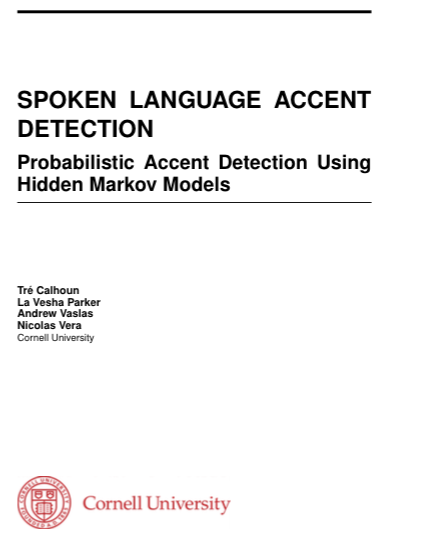 SPOKEN LANGUAGE ACCENT
DETECTION
Probabilistic Accent Detection Using
Hidden Markov Models
Tré Calhoun
La Vesha Parker
Andrew Vaslas
Nicolas Vera
Cornell University
Cornell University